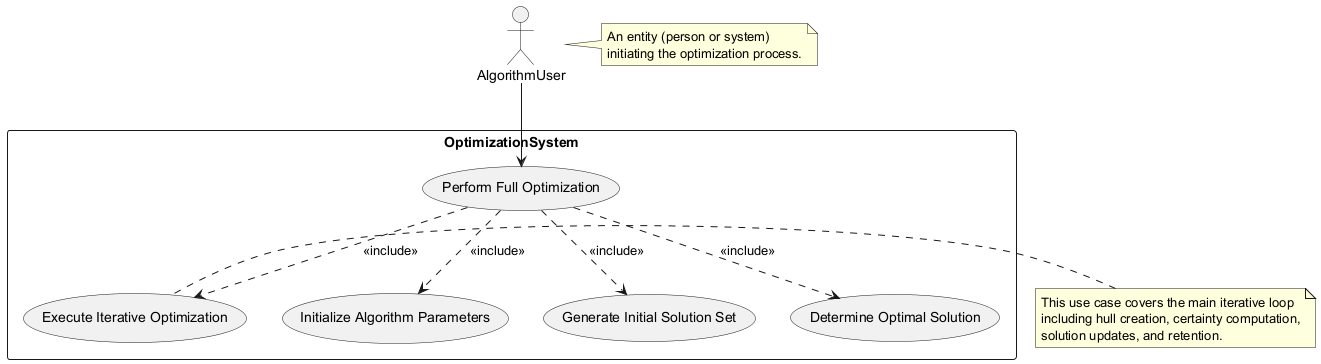 An entity (person or system)
initiating the optimization process.
AlgorithmUser
OptimizationSystem
Perform Full Optimization
«include»
«include»
«include»
«include»
Execute Iterative Optimization
Initialize Algorithm Parameters
Generate Initial Solution Set
Determine Optimal Solution
This use case covers the main iterative loop
including hull creation, certainty computation,
solution updates, and retention.